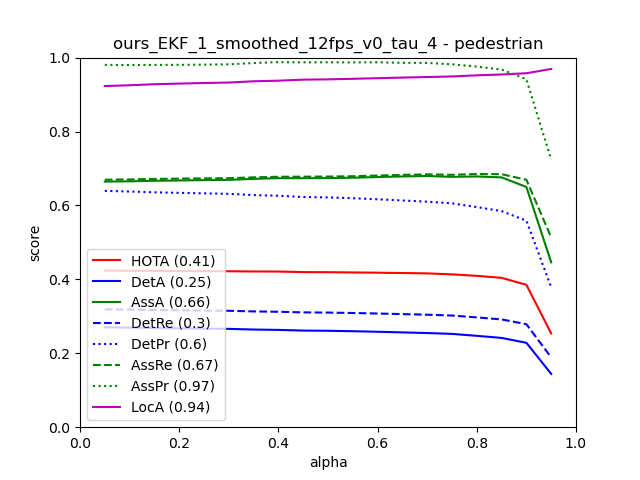 ours_EKF_1_smoothed_12fps_v0_tau_4 - pedestrian
1.0
0.8
0.6
0.4
0.2
0.0
score
HOTA (0.41)
DetA (0.25)
AssA (0.66)
DetRe (0.3)
DetPr (0.6)
AssRe (0.67)
AssPr (0.97)
LocA (0.94)
0.0 0.2 0.4 0.6 0.8 1.0
alpha